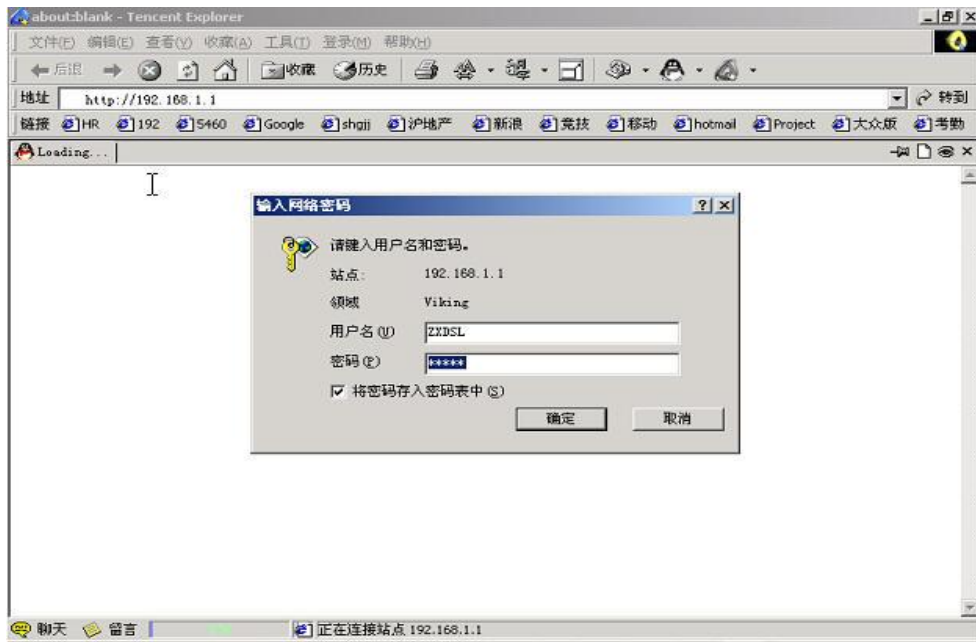 about:blank - Tencent Explorer
文件(F) 编辑(E) 查看(V) 收藏(A) 工具(T) 登录(M) 帮助(H)
后退 收藏 历史
地址 http://192.168.1.1 转到
链接 HR 192 5460 Google shgjj 沪地产 新浪 竞技 移动 hotmail Project 大众版 考勤
Loading...
输入网络密码
请键入用户名和密码。
站点: 192.168.1.1
领域 Viking
用户名(U) ZXDSL
密码(P) *****
将密码存入密码表中(S)
确定 取消
聊天 留言 正在连接站点 192.168.1.1